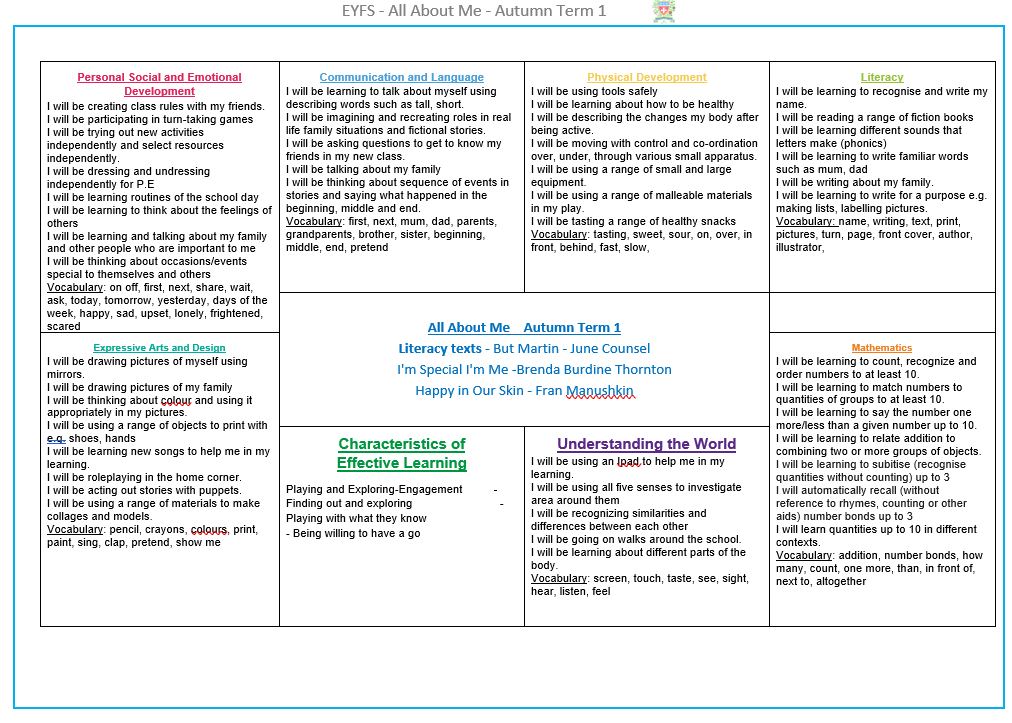 EYFS - All About Me - Autumn Term 1
Personal Social and Emotional
Development
I will be creating class rules with my friends.
I will be participating in turn-taking games
I will be trying out new activities
independently and select resources
independently.
I will be dressing and undressing
independently for P.E
I will be learning routines of the school day
I will be learning to think about the feelings of
others
I will be learning and talking about my family
and other people who are important to me
I will be thinking about occasions/events
special to themselves and others
Vocabulary: on off, first, next, share, wait,
ask, today, tomorrow, yesterday, days of the
week, happy, sad, upset, lonely, frightened,
scared
Communication and Language
I will be learning to talk about myself using
describing words such as tall, short.
I will be imagining and recreating roles in real
life family situations and fictional stories.
I will be asking questions to get to know my
friends in my new class.
I will be talking about my family
I will be thinking about sequence of events in
stories and saying what happened in the
beginning, middle and end.
Vocabulary: first, next, mum, dad, parents,
grandparents, brother, sister, beginning,
middle, end, pretend
Physical Development
I will be using tools safely
I will be learning about how to be healthy
I will be describing the changes my body after
being active.
I will be moving with control and co-ordination
over, under, through various small apparatus.
I will be using a range of small and large
equipment.
I will be using a range of malleable materials
in my play.
I will be tasting a range of healthy snacks
Vocabulary: tasting, sweet, sour, on, over, in
front, behind, fast, slow,
Literacy
I will be learning to recognise and write my
name.
I will be reading a range of fiction books
I will be learning different sounds that
letters make (phonics)
I will be learning to write familiar words
such as mum, dad
I will be writing about my family.
I will be learning to write for a purpose e.g.
making lists, labelling pictures.
Vocabulary: name, writing, text, print,
pictures, turn, page, front cover, author,
illustrator,
All About Me    Autumn Term 1
Literacy texts - But Martin - June Counsel
I'm Special I'm Me -Brenda Burdine Thornton
Happy in Our Skin - Fran Manushkin
Expressive Arts and Design
I will be drawing pictures of myself using
mirrors.
I will be drawing pictures of my family
I will be thinking about colour and using it
appropriately in my pictures.
I will be using a range of objects to print with
e.g. shoes, hands
I will be learning new songs to help me in my
learning.
I will be roleplaying in the home corner.
I will be acting out stories with puppets.
I will be using a range of materials to make
collages and models.
Vocabulary: pencil, crayons, colours, print,
paint, sing, clap, pretend, show me
Characteristics of
Effective Learning
Playing and Exploring-Engagement -
Finding out and exploring -
Playing with what they know
- Being willing to have a go
Understanding the World
I will be using an Ipad to help me in my
learning.
I will be using all five senses to investigate
area around them
I will be recognizing similarities and
differences between each other
I will be going on walks around the school.
I will be learning about different parts of the
body.
Vocabulary: screen, touch, taste, see, sight,
hear, listen, feel
Mathematics
I will be learning to count, recognize and
order numbers to at least 10.
I will be learning to match numbers to
quantities of groups to at least 10.
I will be learning to say the number one
more/less than a given number up to 10.
I will be learning to relate addition to
combining two or more groups of objects.
I will be learning to subitise (recognise
quantities without counting) up to 3
I will automatically recall (without
reference to rhymes, counting or other
aids) number bonds up to 3
I will learn quantities up to 10 in different
contexts.
Vocabulary: addition, number bonds, how
many, count, one more, than, in front of,
next to, altogether